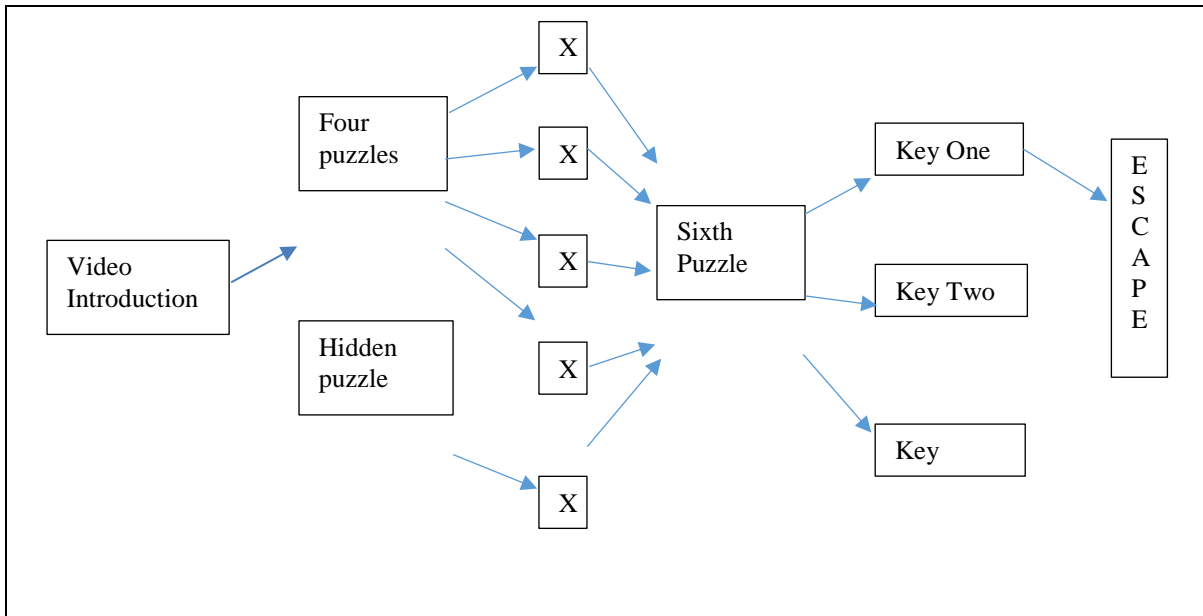 Video
Introduction
Four
puzzles
Hidden
puzzle
X
X
X
X
X
Sixth
Puzzle
Key One
Key Two
Key
E
S
C
A
P
E